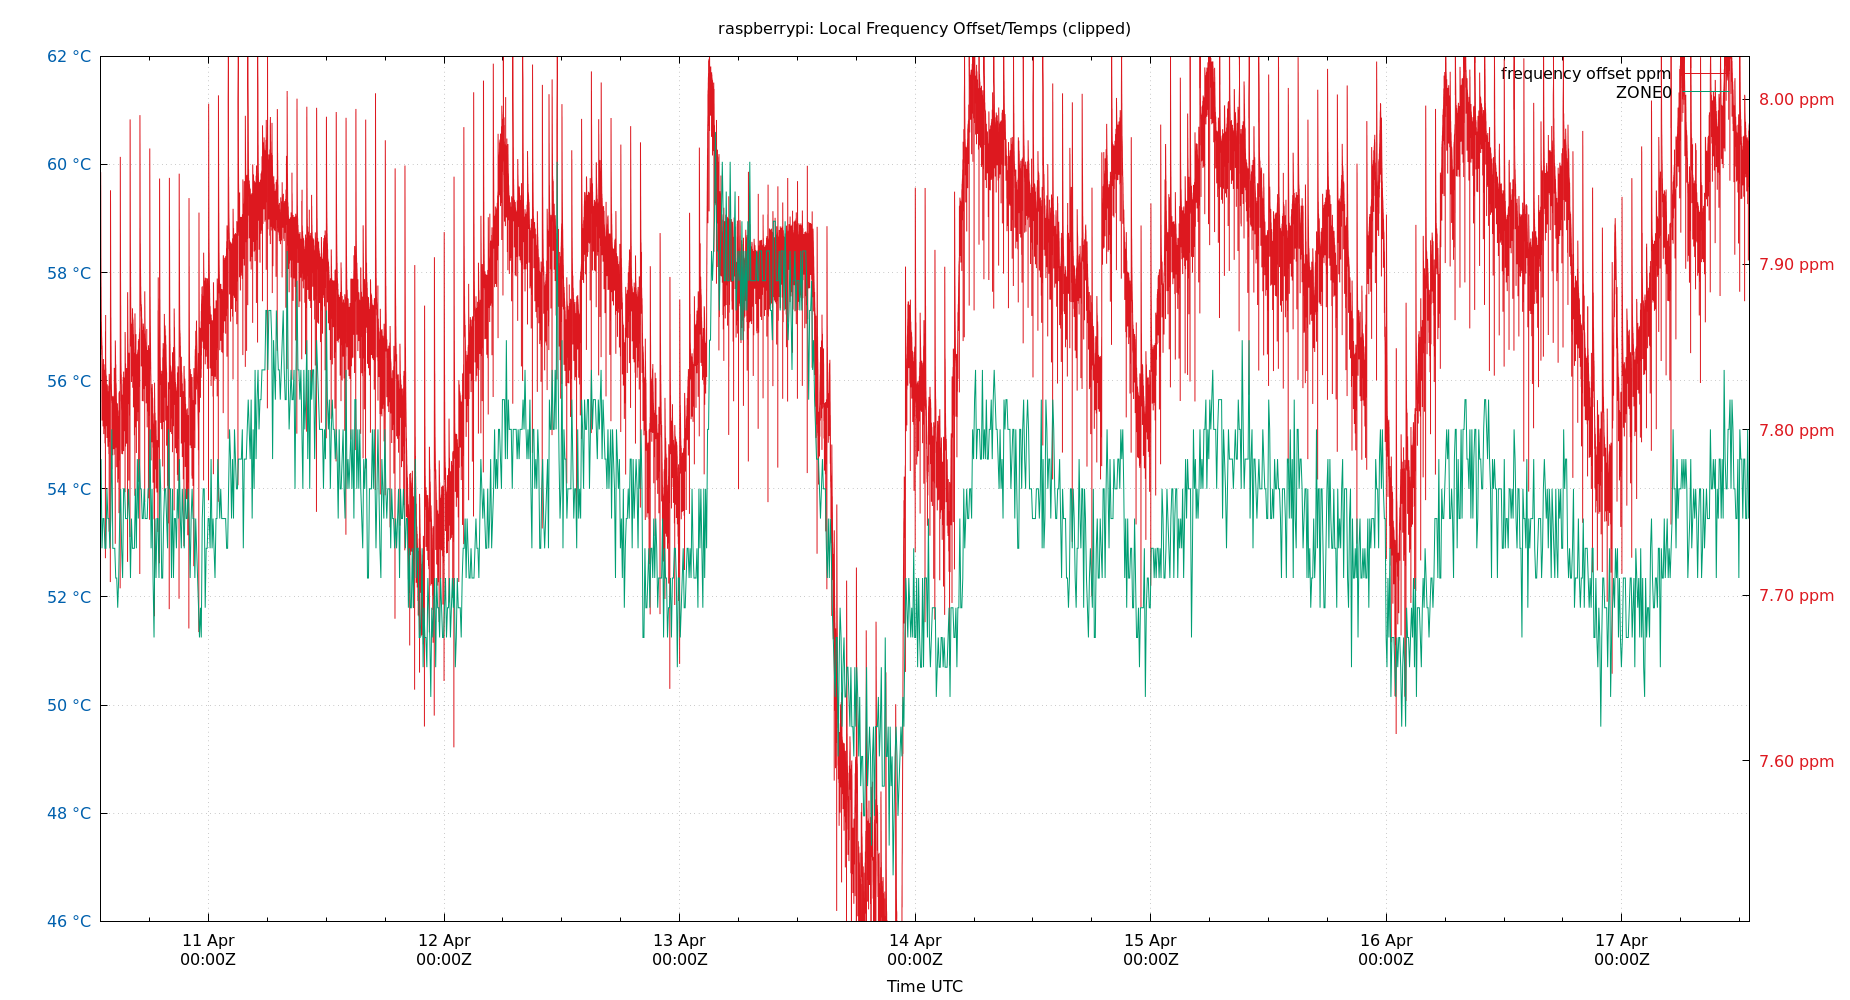 raspberrypi: Local Frequency Offset/Temps (clipped)
62 °C
60 °C
58 °C
56 °C
54 °C
52 °C
50 °C
48 °C
46 °C
frequency offset ppm
ZONE0
8.00 ppm
7.90 ppm
7.80 ppm
7.70 ppm
7.60 ppm
11 Apr
00:00Z
12 Apr
00:00Z
13 Apr
00:00Z
14 Apr
00:00Z
15 Apr
00:00Z
16 Apr
00:00Z
17 Apr
00:00Z
Time UTC